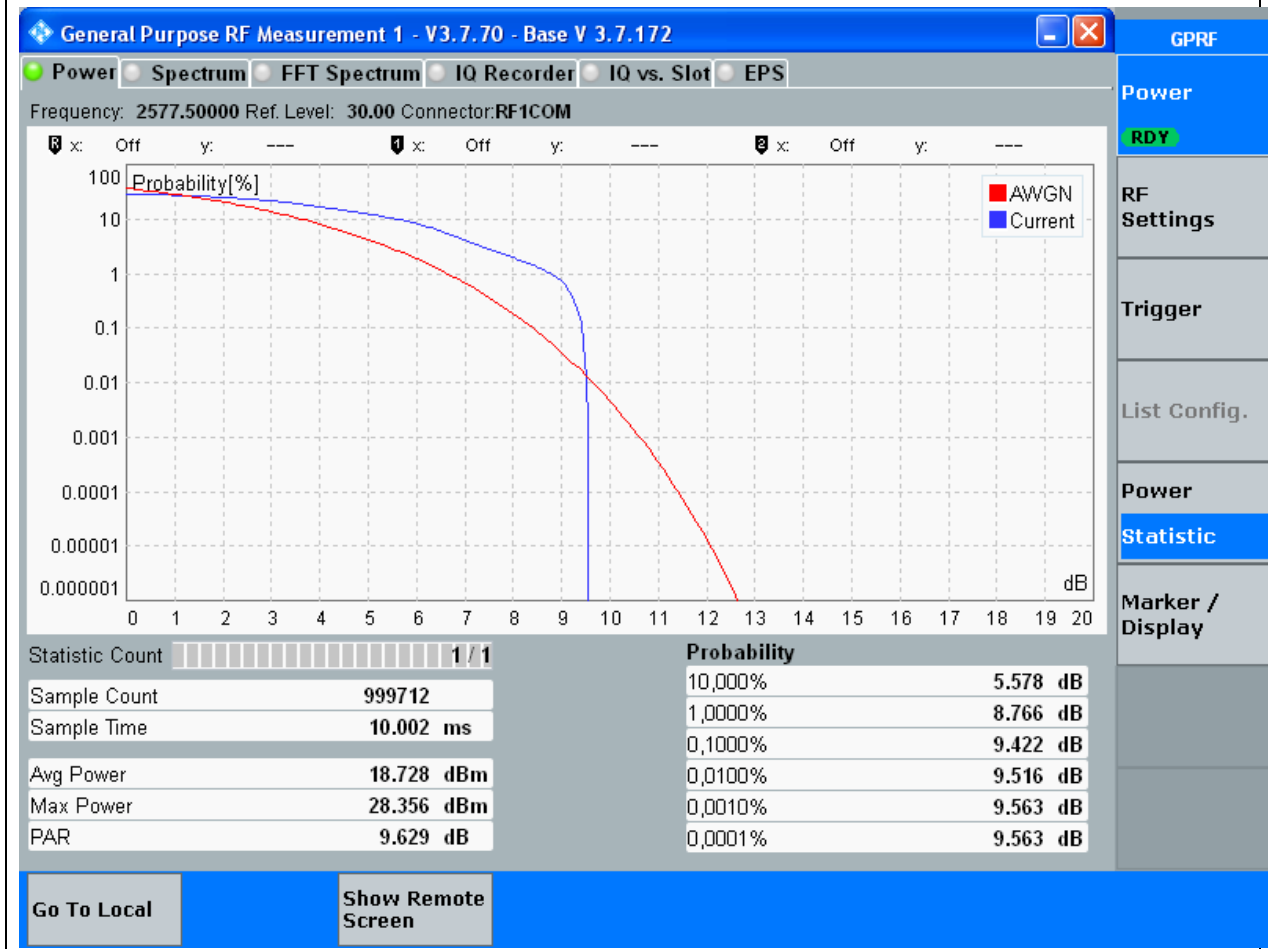 General Purpose RF Measurement 1 - V3.7.70 - Base V 3.7.172
GPRF
Power Spectrum FFT Spectrum IQ Recorder IQ vs. Slot EPS
Frequency: 2577.50000 Ref. Level: 30.00 Connector:RF1COM
R x: Off y: --- 1 x: Off y: --- 2 x: Off y: ---
Probability[%]
100
10
1
0.1
0.01
0.001
0.0001
0.00001
0.000001
AWGN
Current
dB
0 1 2 3 4 5 6 7 8 9 10 11 12 13 14 15 16 17 18 19 20
Statistic Count 1 / 1
Sample Count 999712
Sample Time 10.002 ms
Avg Power 18.728 dBm
Max Power 28.356 dBm
PAR 9.629 dB
Probability
10,000% 5.578 dB
1,0000% 8.766 dB
0,1000% 9.422 dB
0,0100% 9.516 dB
0,0010% 9.563 dB
0,0001% 9.563 dB
Power
RDY
RF
Settings
Trigger
List Config.
Power
Statistic
Marker /
Display
Go To Local
Show Remote
Screen